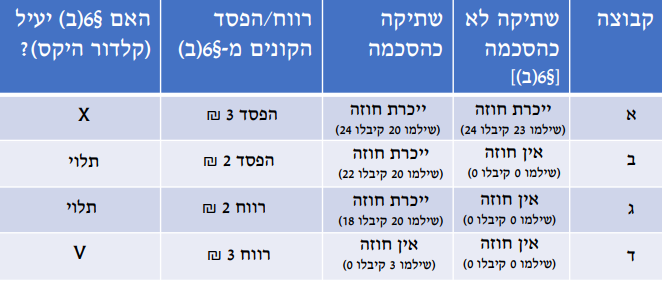 קבוצה
שתיקה לא
כהסכמה
[§6(ב)]
שתיקה
כהסכמה
רווח/הפסד
הקונים מ-§6(ב)
האם §6(ב) יעיל
(קלדור היקס)?
א
ייכרת חוזה
(שילמו 23 קיבלו 24)
ייכרת חוזה
(שילמו 20 קיבלו 24)
הפסד 3 ₪
X
ב
אין חוזה
(שילמו 0 קיבלו 0)
ייכרת חוזה
(שילמו 20 קיבלו 22)
הפסד 2 ₪
תלוי
ג
אין חוזה
(שילמו 0 קיבלו 0)
ייכרת חוזה
(שילמו 20 קיבלו 18)
רווח 2 ₪
תלוי
ד
אין חוזה
(שילמו 0 קיבלו 0)
אין חוזה
(שילמו 3 קיבלו 0)
רווח 3 ₪
V